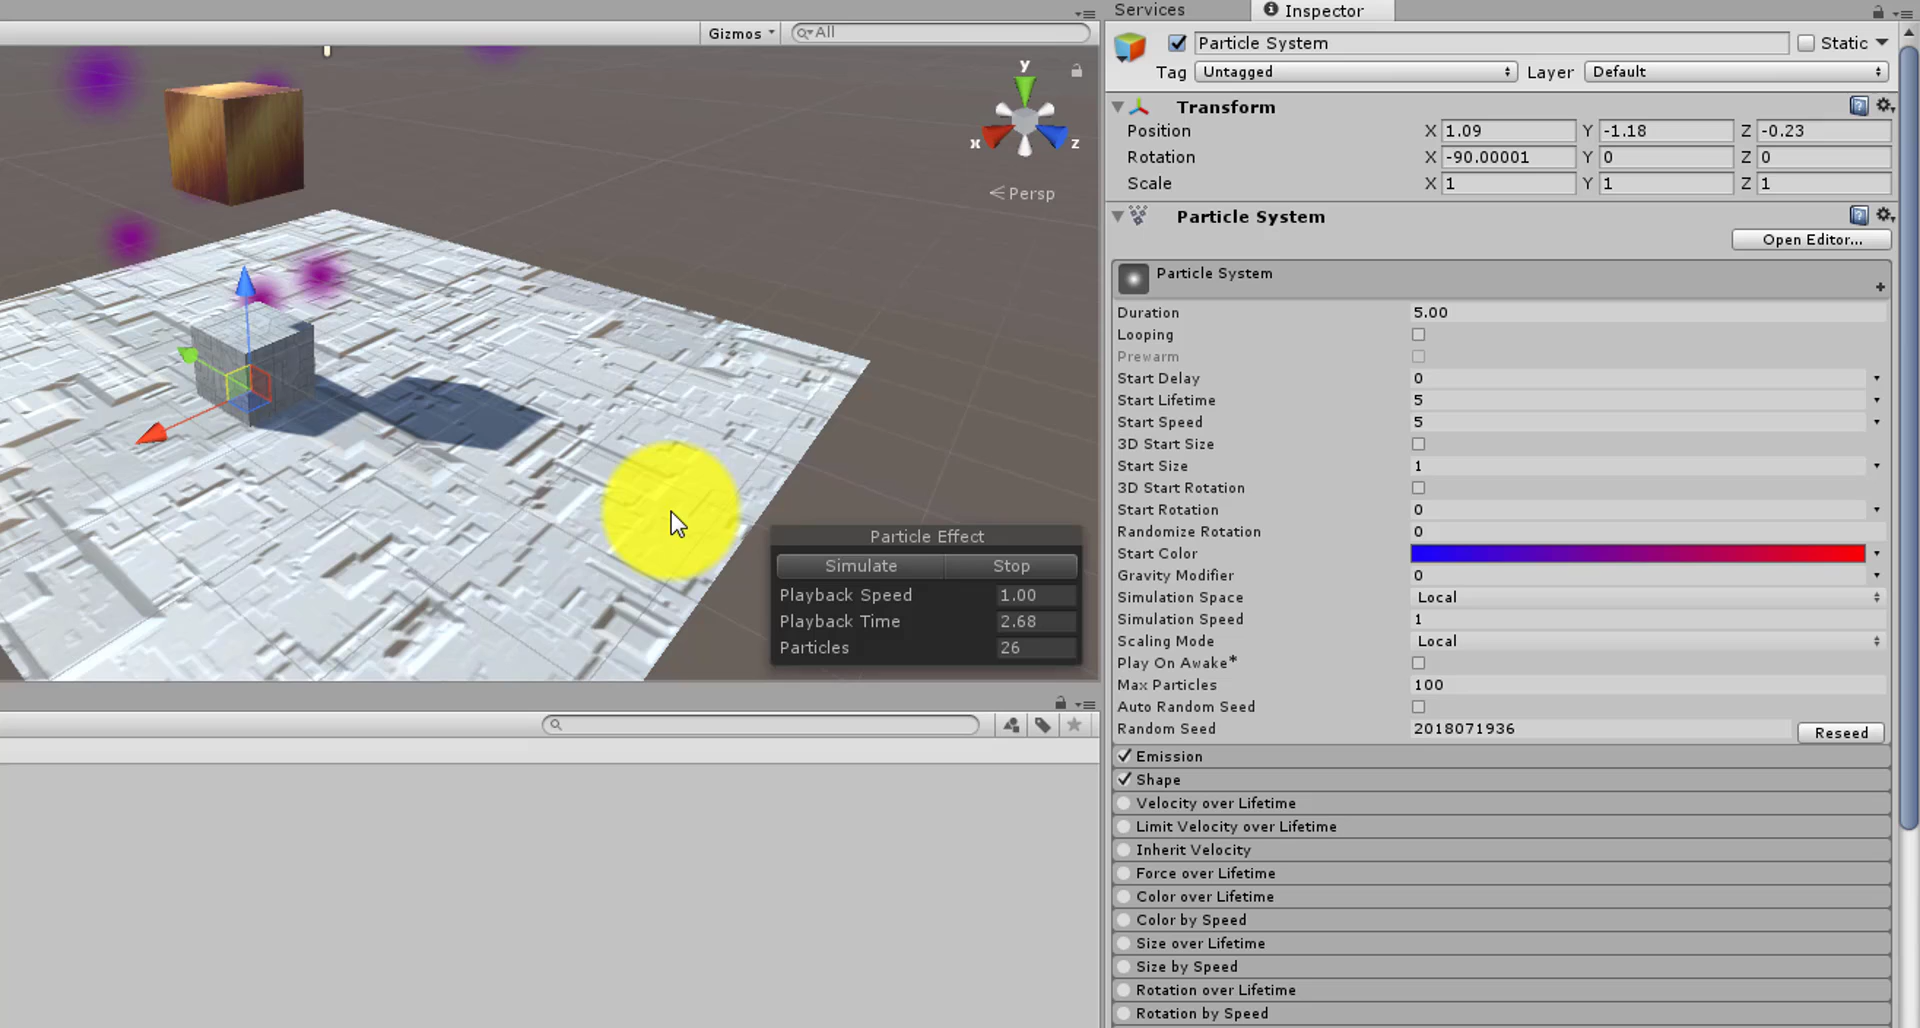 Services
Inspector
Gizmos
All
Particle System
Static
Tag Untagged Layer Default
y
x
z
Persp
Transform
Position X 1.09 Y -1.18 Z -0.23
Rotation X -90.00001 Y 0 Z 0
Scale X 1 Y 1 Z 1
Particle System
Open Editor...
Particle System
Duration 5.00
Looping
Prewarm
Start Delay 0
Start Lifetime 5
Start Speed 5
3D Start Size
Start Size 1
3D Start Rotation
Start Rotation 0
Randomize Rotation 0
Start Color
Gravity Modifier 0
Simulation Space Local
Simulation Speed 1
Scaling Mode Local
Play On Awake*
Max Particles 100
Auto Random Seed
Random Seed 2018071936 Reseed
Emission
Shape
Velocity over Lifetime
Limit Velocity over Lifetime
Inherit Velocity
Force over Lifetime
Color over Lifetime
Color by Speed
Size over Lifetime
Size by Speed
Rotation over Lifetime
Rotation by Speed
Particle Effect
Simulate Stop
Playback Speed 1.00
Playback Time 2.68
Particles 26